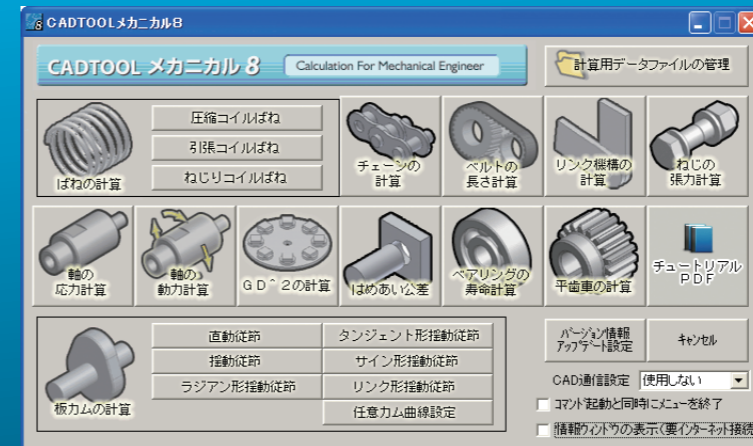 CADTOOLメカニカル8
CADTOOL メカニカル 8
Calculation For Mechanical Engineer
計算用データファイルの管理
ばねの計算
圧縮コイルばね
引張コイルばね
ねじりコイルばね
チェーンの
計算
ベルトの
長さ計算
リンク機構の
計算
ねじの
張力計算
軸の
応力計算
軸の
動力計算
GD^2の計算
はめあい公差
ベアリングの
寿命計算
平歯車の計算
チュートリアル
PDF
板カムの計算
直動従節
揺動従節
ラジアン形揺動従節
タンジェント形揺動従節
サイン形揺動従節
リンク形揺動従節
任意カム曲線設定
バージョン情報
アップデート設定
キャンセル
CAD通信設定 使用しない
コマンド起動と同時にメニューを終了
情報ウィンドウの表示(要インターネット接続